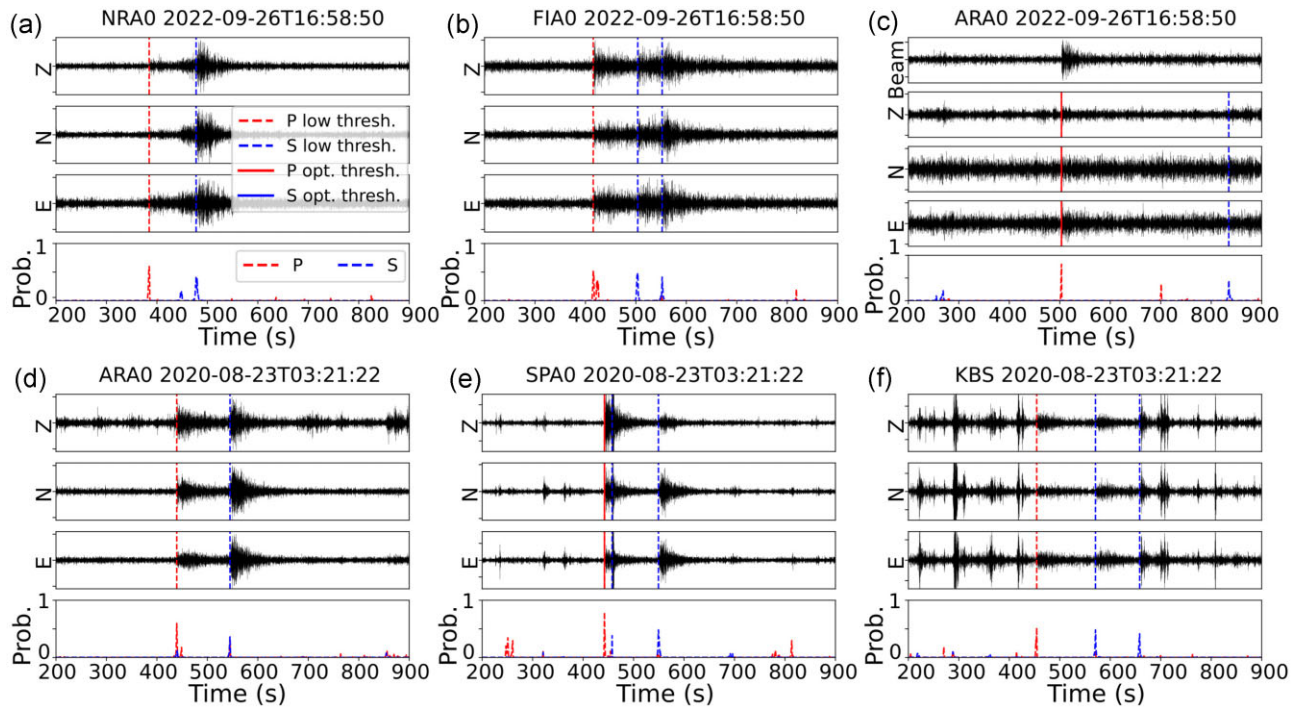 (a) NRA0 2022-09-26T16:58:50
Z
N
P low thresh.
S low thresh.
P opt. thresh.
S opt. thresh.
E
1
Prob.
P S
0
200 300 400 500 600 700 800 900
Time (s)
(b) FIA0 2022-09-26T16:58:50
Z
N
E
1
Prob.
0
200 300 400 500 600 700 800 900
Time (s)
(c) ARA0 2022-09-26T16:58:50
Beam
Z
N
E
1
Prob.
0
200 300 400 500 600 700 800 900
Time (s)
(d) ARA0 2020-08-23T03:21:22
Z
N
E
1
Prob.
0
200 300 400 500 600 700 800 900
Time (s)
(e) SPA0 2020-08-23T03:21:22
Z
N
E
1
Prob.
0
200 300 400 500 600 700 800 900
Time (s)
(f) KBS 2020-08-23T03:21:22
Z
N
E
1
Prob.
0
200 300 400 500 600 700 800 900
Time (s)